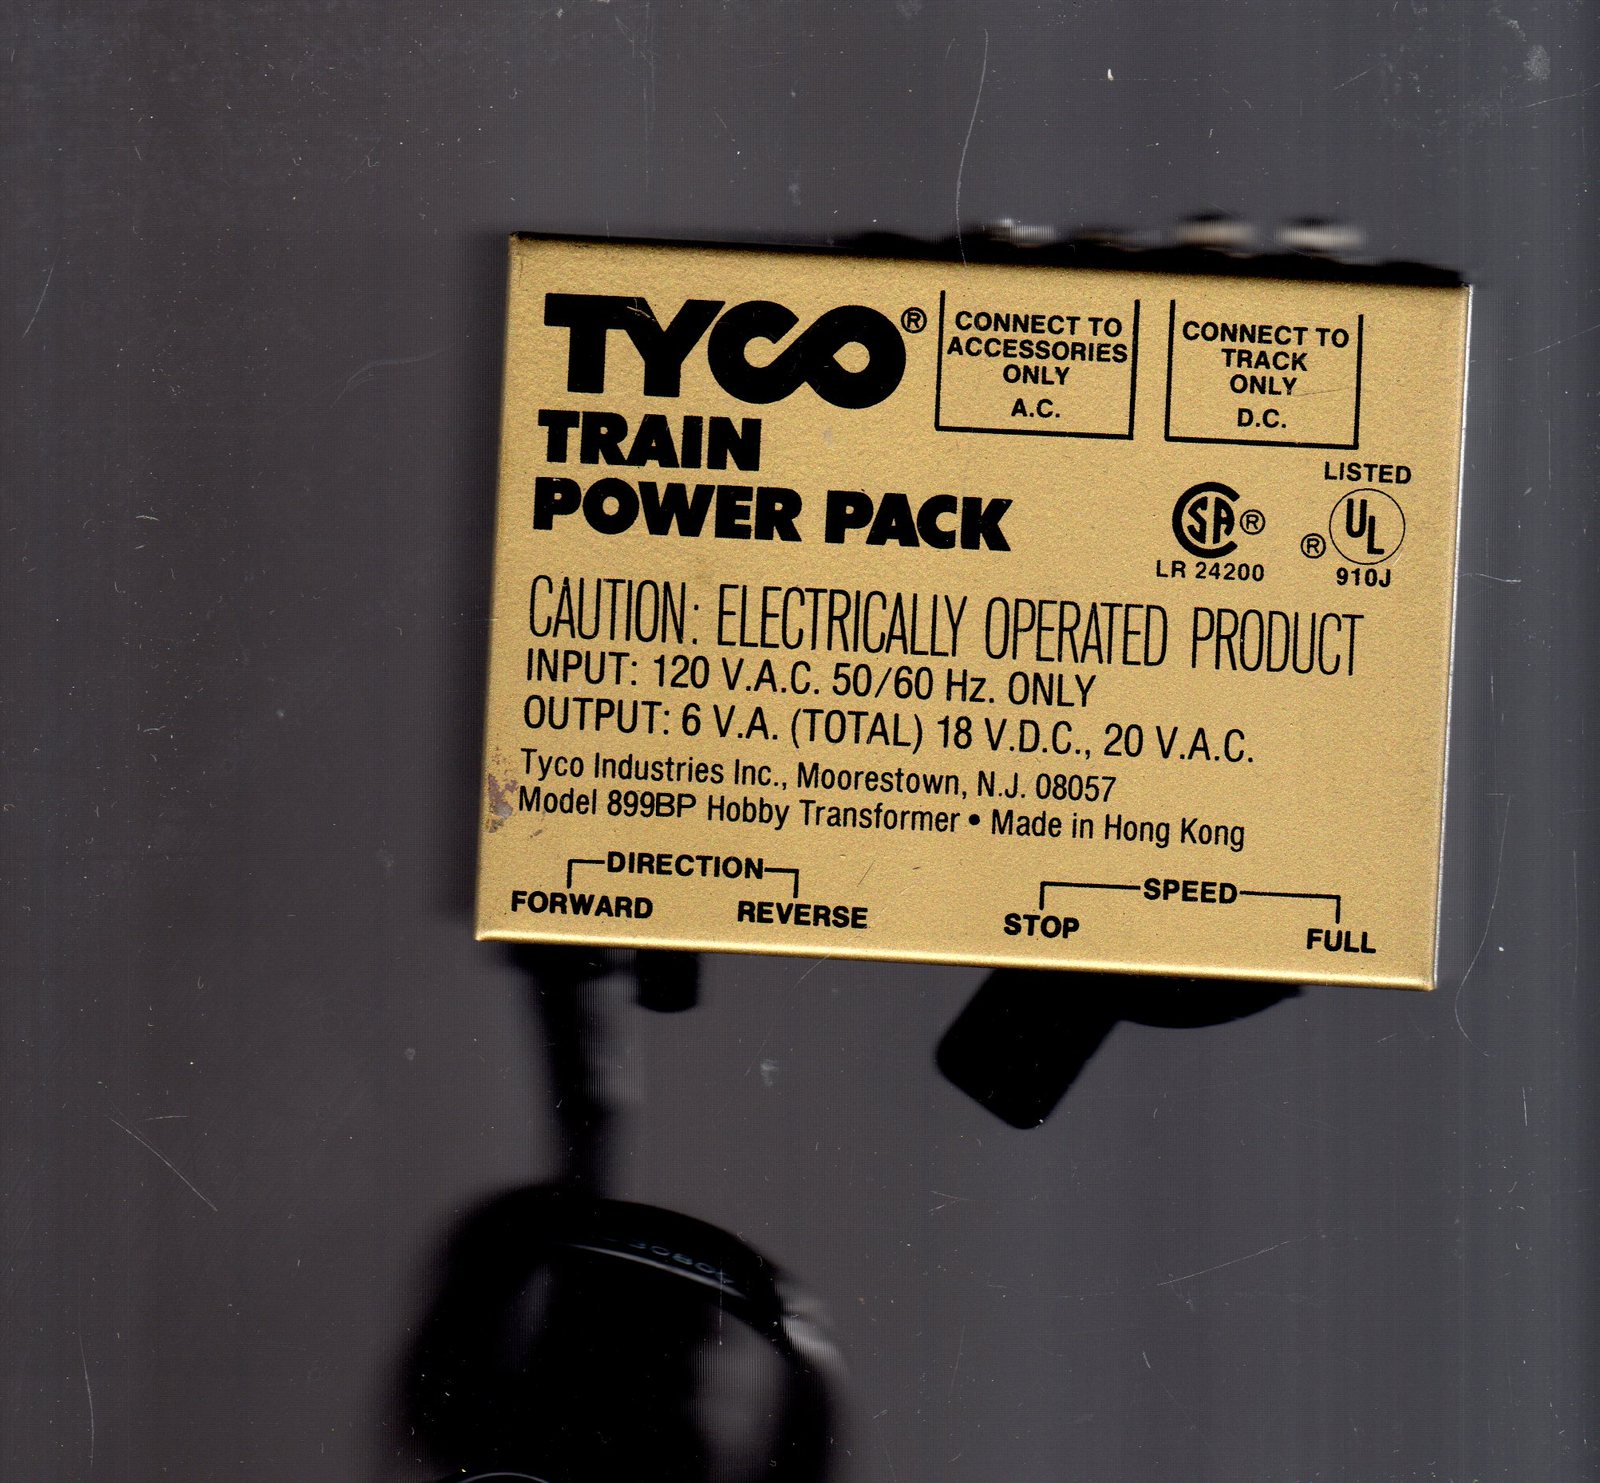 TYCO®
TRAIN
POWER PACK
CONNECT TO
ACCESSORIES
ONLY
A.C.
CONNECT TO
TRACK
ONLY
D.C.
SA®
LR 24200
LISTED
® UL
910J
CAUTION: ELECTRICALLY OPERATED PRODUCT
INPUT: 120 V.A.C. 50/60 Hz. ONLY
OUTPUT: 6 V.A. (TOTAL) 18 V.D.C., 20 V.A.C.
Tyco Industries Inc., Moorestown, N.J. 08057
Model 899BP Hobby Transformer • Made in Hong Kong
DIRECTION
FORWARD REVERSE
SPEED
STOP FULL